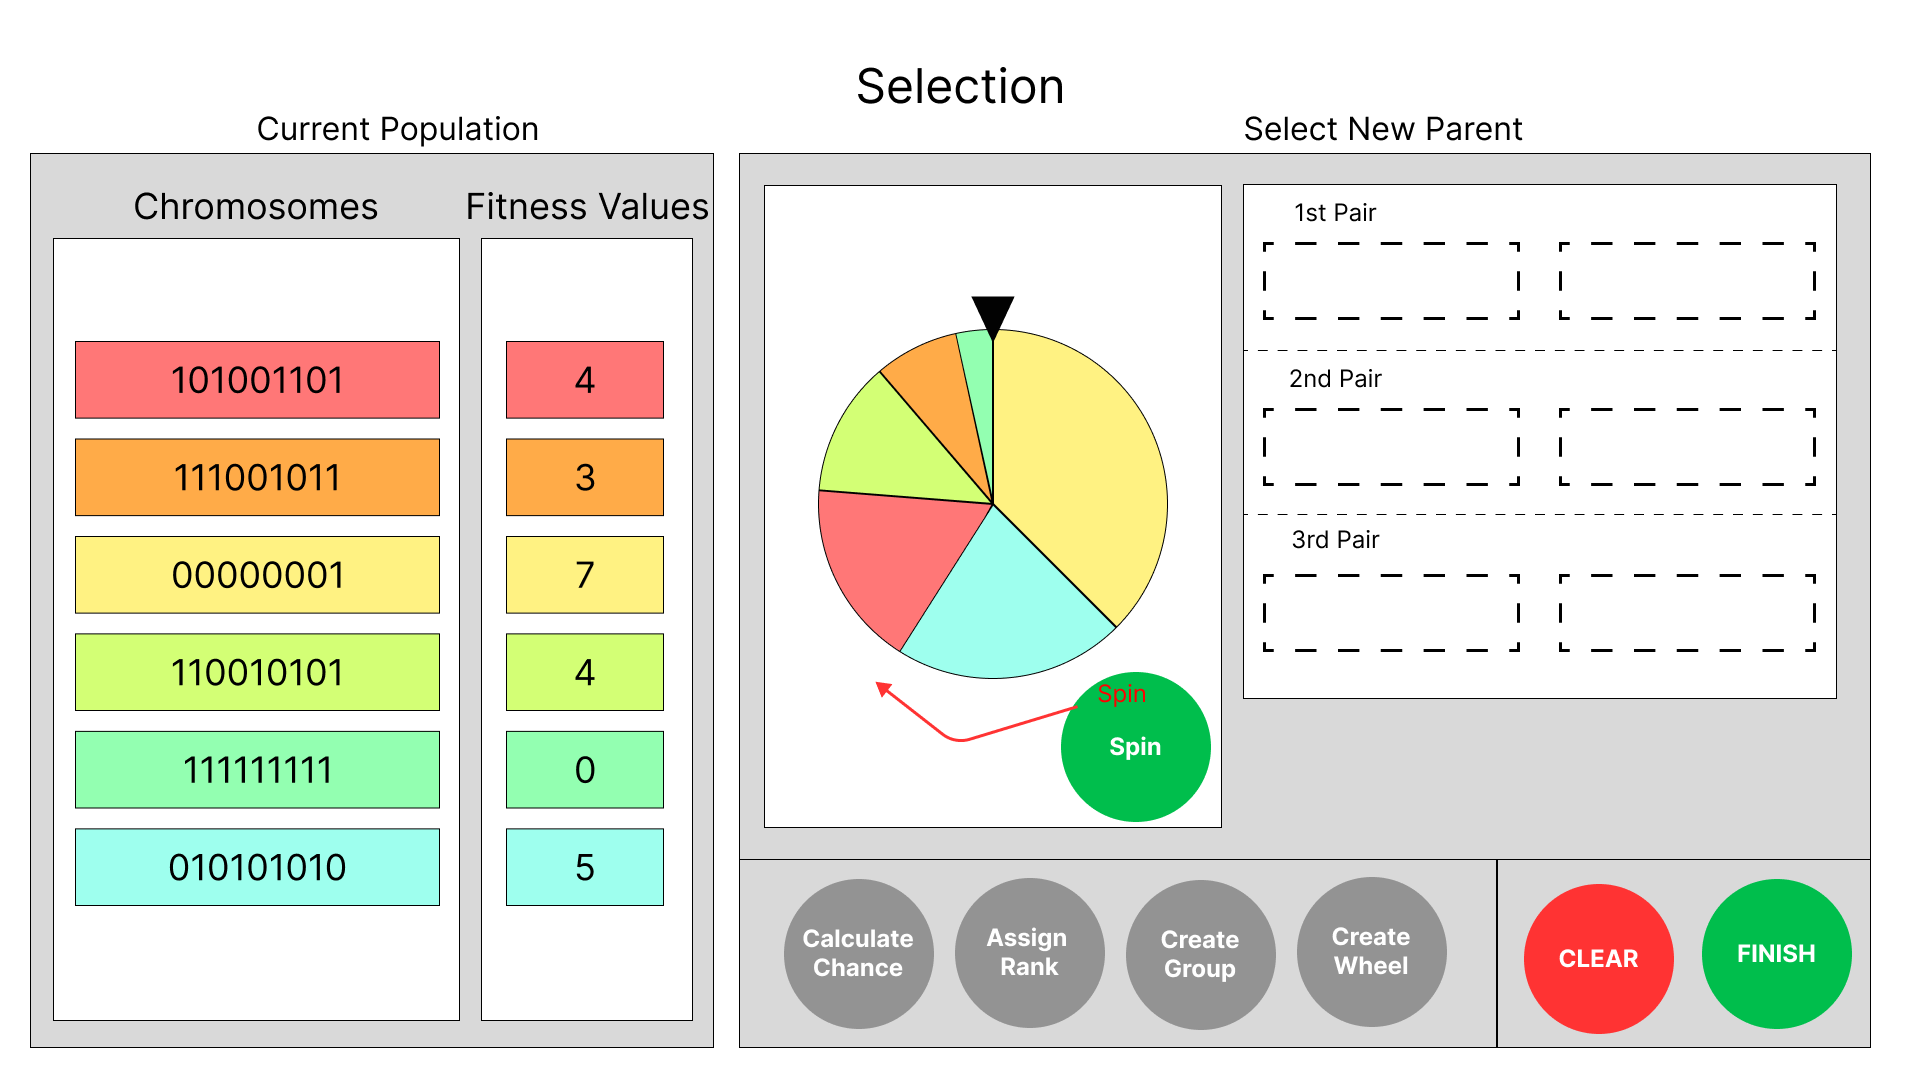 Selection
Current Population
Chromosomes
Fitness Values
101001101
4
111001011
3
00000001
7
110010101
4
111111111
0
010101010
5
Select New Parent
1st Pair
2nd Pair
3rd Pair
Spin
Spin
Calculate
Chance
Assign
Rank
Create
Group
Create
Wheel
CLEAR
FINISH